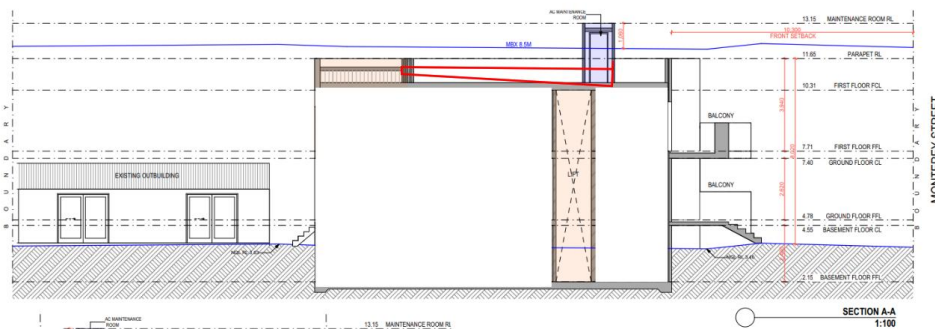 AC MAINTENANCE
ROOM
13.15 MAINTENANCE ROOM RL
10.300
FRONT SETBACK
MBX 8.5M
11.65 PARAPET RL
10.31 FIRST FLOOR FCL
BALCONY
7.71 FIRST FLOOR FFL
7.40 GROUND FLOOR CL
EXISTING OUTBUILDING
LIFT
BALCONY
4.78 GROUND FLOOR FFL
4.55 BASEMENT FLOOR CL
2.15 BASEMENT FLOOR FFL
BOUNDARY
BOUNDARY
MONTEREY STREET
SECTION A-A
1:100
AC MAINTENANCE
ROOM
13.15 MAINTENANCE ROOM RL